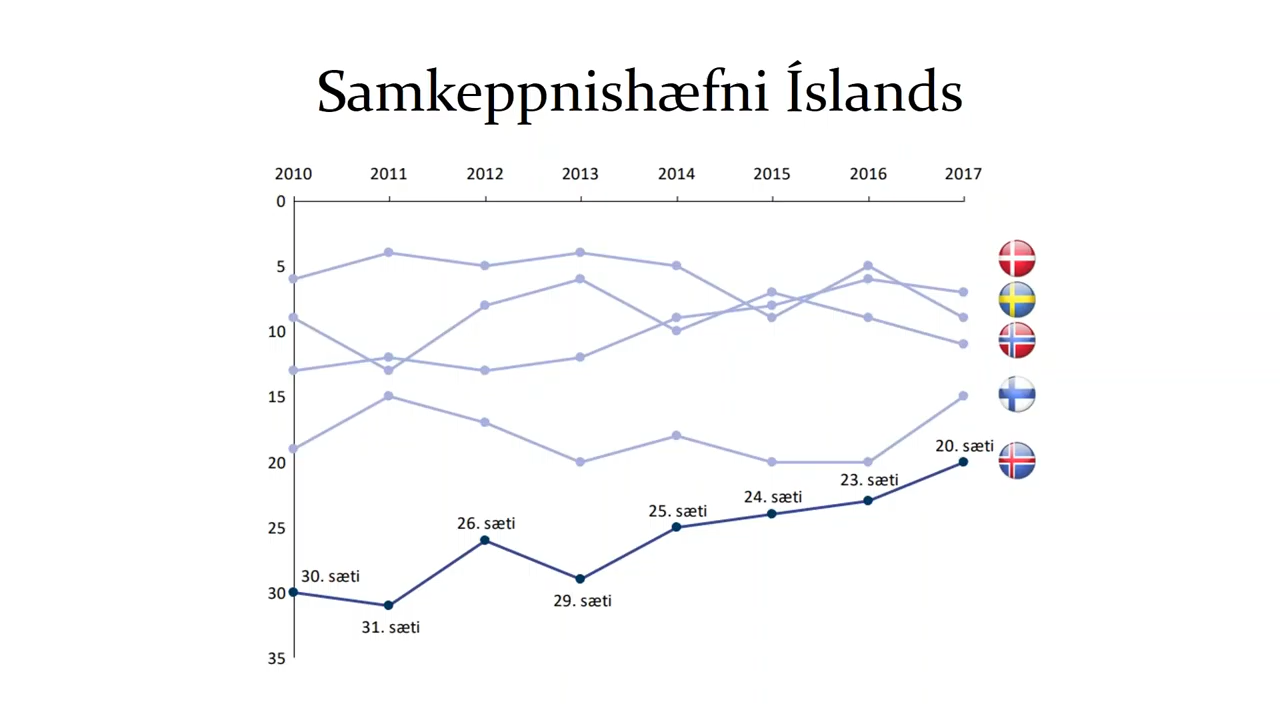 Samkeppnishæfni Íslands
2010 2011 2012 2013 2014 2015 2016 2017
0
5
10
15
20. sæti
20
23. sæti
24. sæti
25. sæti
26. sæti
25
30. sæti
30
29. sæti
31. sæti
35